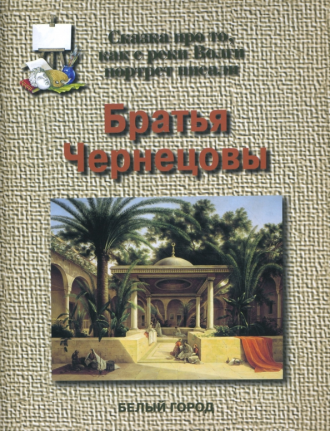 Сказка про то,
как с реки Волги
портрет писали
Братья
Чернецовы
БЕЛЫЙ ГОРОД